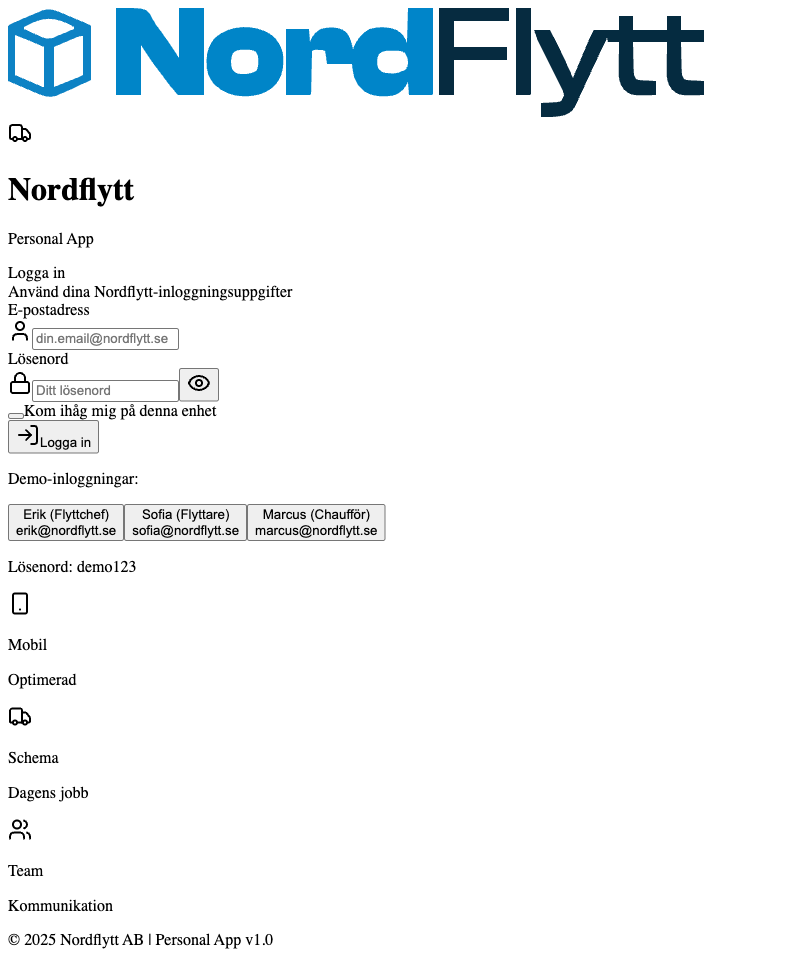 NordFlytt
Nordflytt
Personal App
Logga in
Använd dina Nordflytt-inloggningsuppgifter
E-postadress
din.email@nordflytt.se
Lösenord
Ditt lösenord
Kom ihåg mig på denna enhet
Logga in
Demo-inloggningar:
Erik (Flyttchef)
erik@nordflytt.se
Sofia (Flyttare)
sofia@nordflytt.se
Marcus (Chaufför)
marcus@nordflytt.se
Lösenord: demo123
Mobil
Optimerad
Schema
Dagens jobb
Team
Kommunikation
© 2025 Nordflytt AB | Personal App v1.0